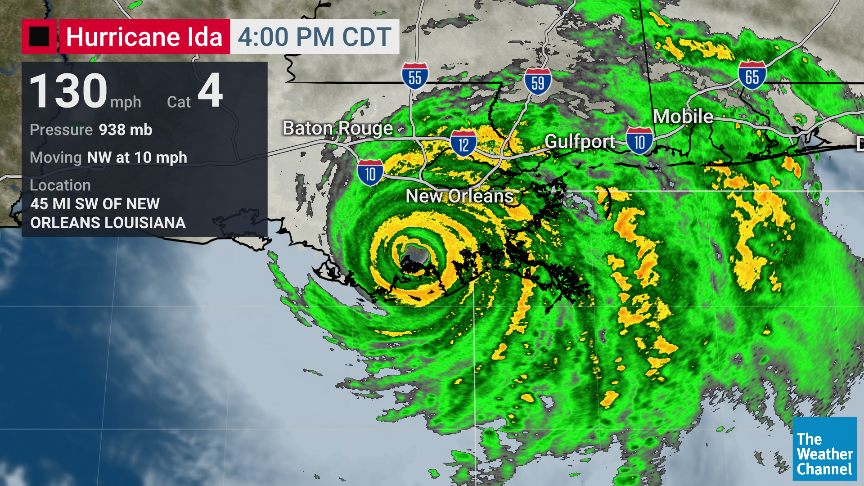 Hurricane Ida 4:00 PM CDT
130 mph Cat 4
Pressure 938 mb
Moving NW at 10 mph
Location
45 MI SW OF NEW
ORLEANS LOUISIANA
55
59
65
Mobile
Baton Rouge
12
Gulfport
10
D
10
New Orleans
The
Weather
Channel